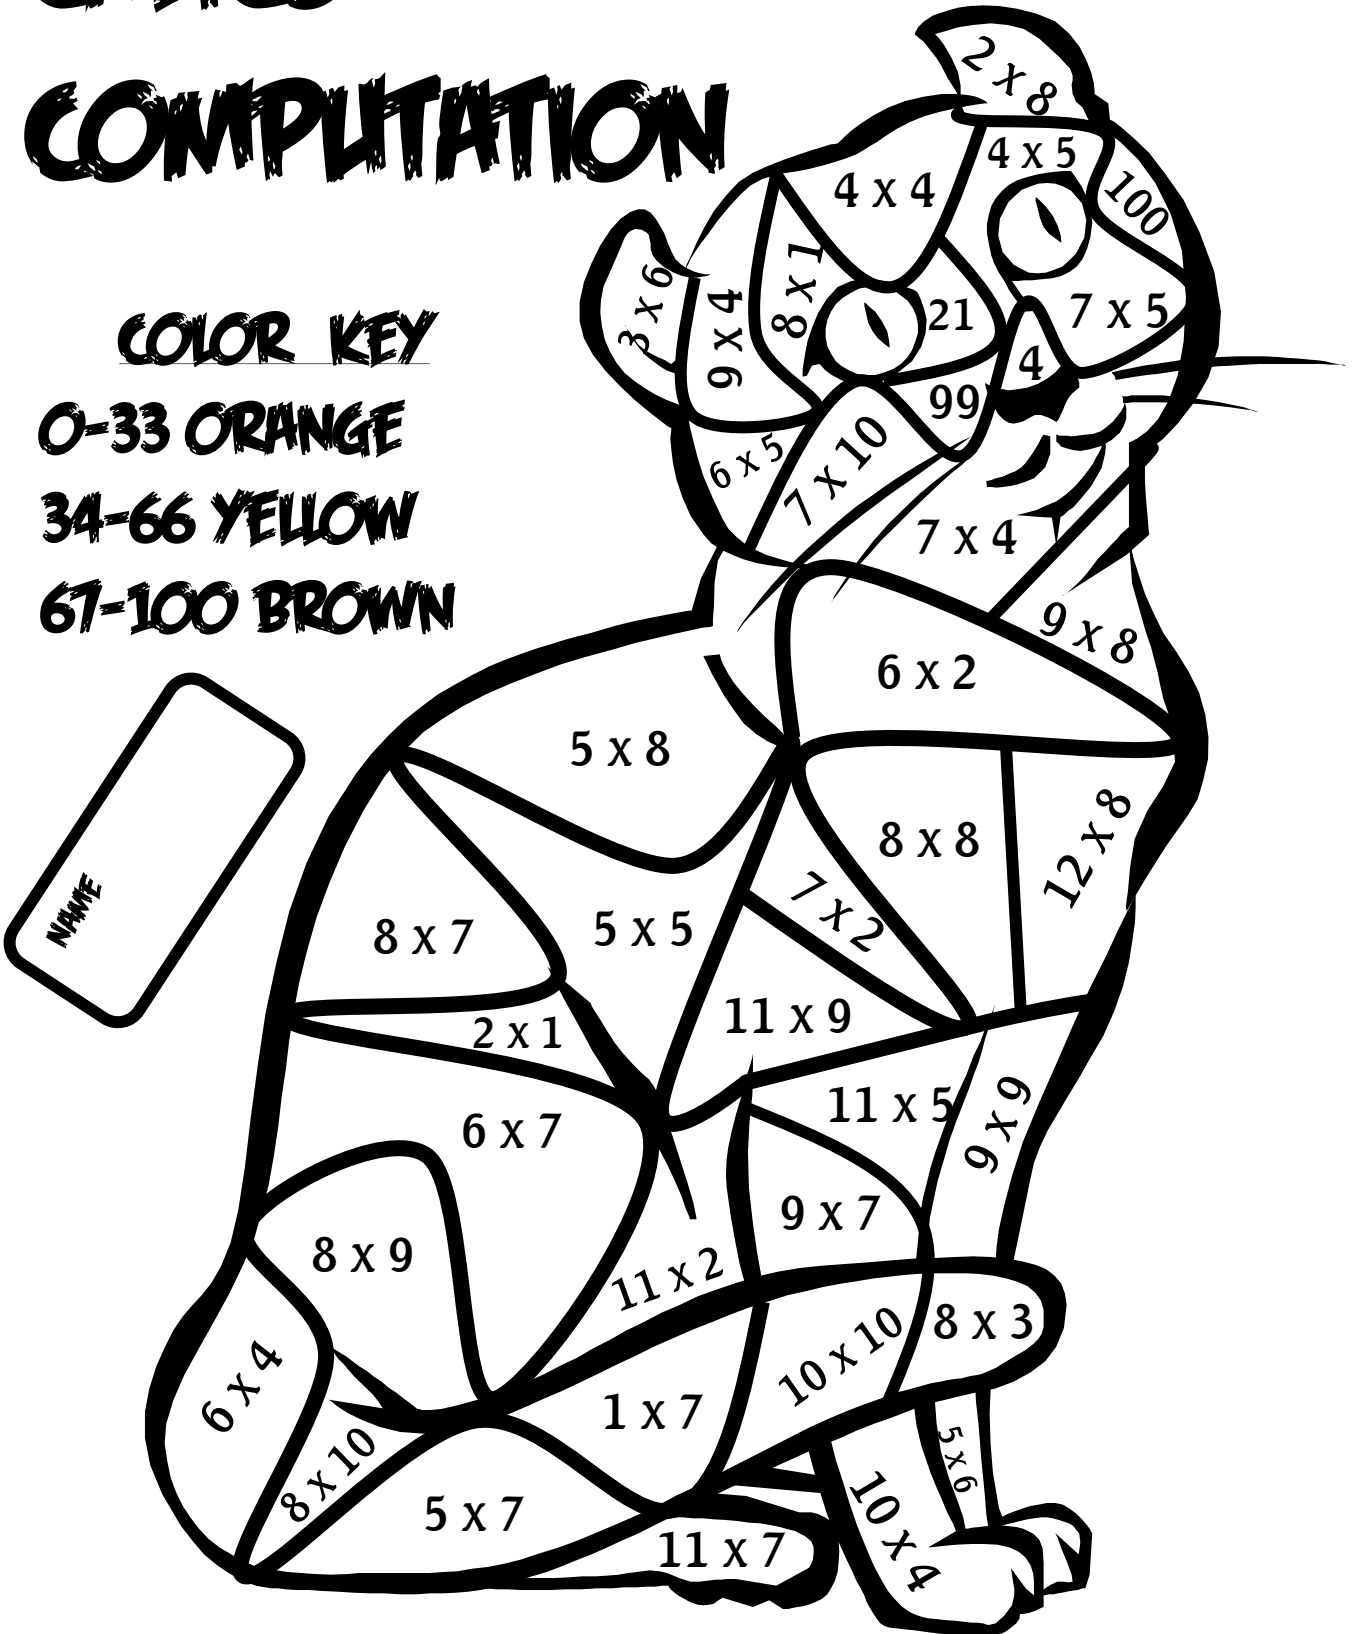 COMPUTATION
COLOR KEY
0-33 ORANGE
34-66 YELLOW
67-100 BROWN
NAME
2 x 8
4 x 5
100
4 x 4
3 x 6
9 x 4
8 x 1
21
7 x 5
4
99
6 x 5
7 x 10
7 x 4
9 x 8
6 x 2
5 x 8
8 x 8
12 x 8
7 x 2
8 x 7
5 x 5
11 x 9
2 x 1
6 x 7
11 x 5
9 x 9
9 x 7
8 x 9
11 x 2
8 x 3
10 x 10
6 x 4
1 x 7
8 x 10
5 x 7
5 x 6
10 x 4
11 x 7